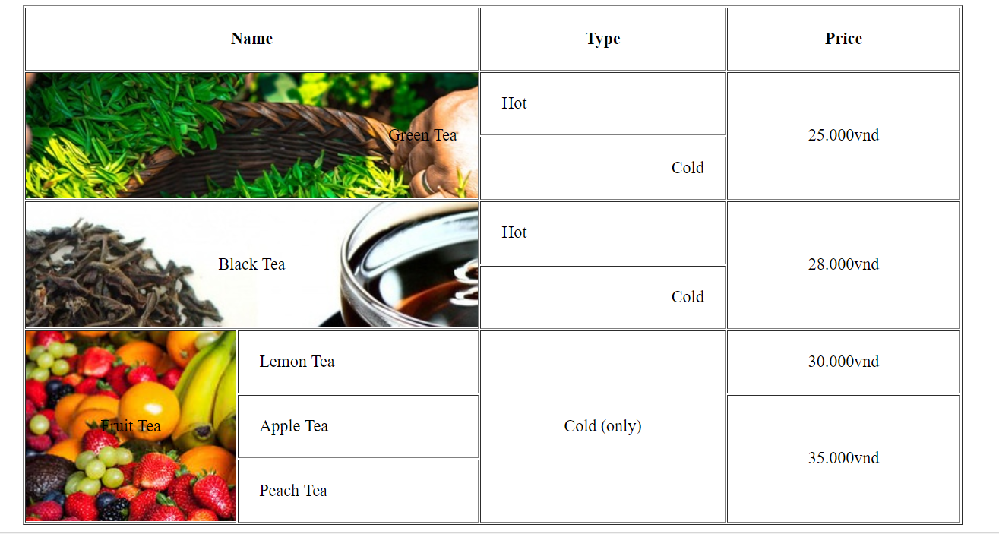 Name Type Price
Green Tea Hot 25.000vnd
Cold
Black Tea Hot 28.000vnd
Cold
Fruit Tea Lemon Tea Cold (only) 30.000vnd
Apple Tea 35.000vnd
Peach Tea